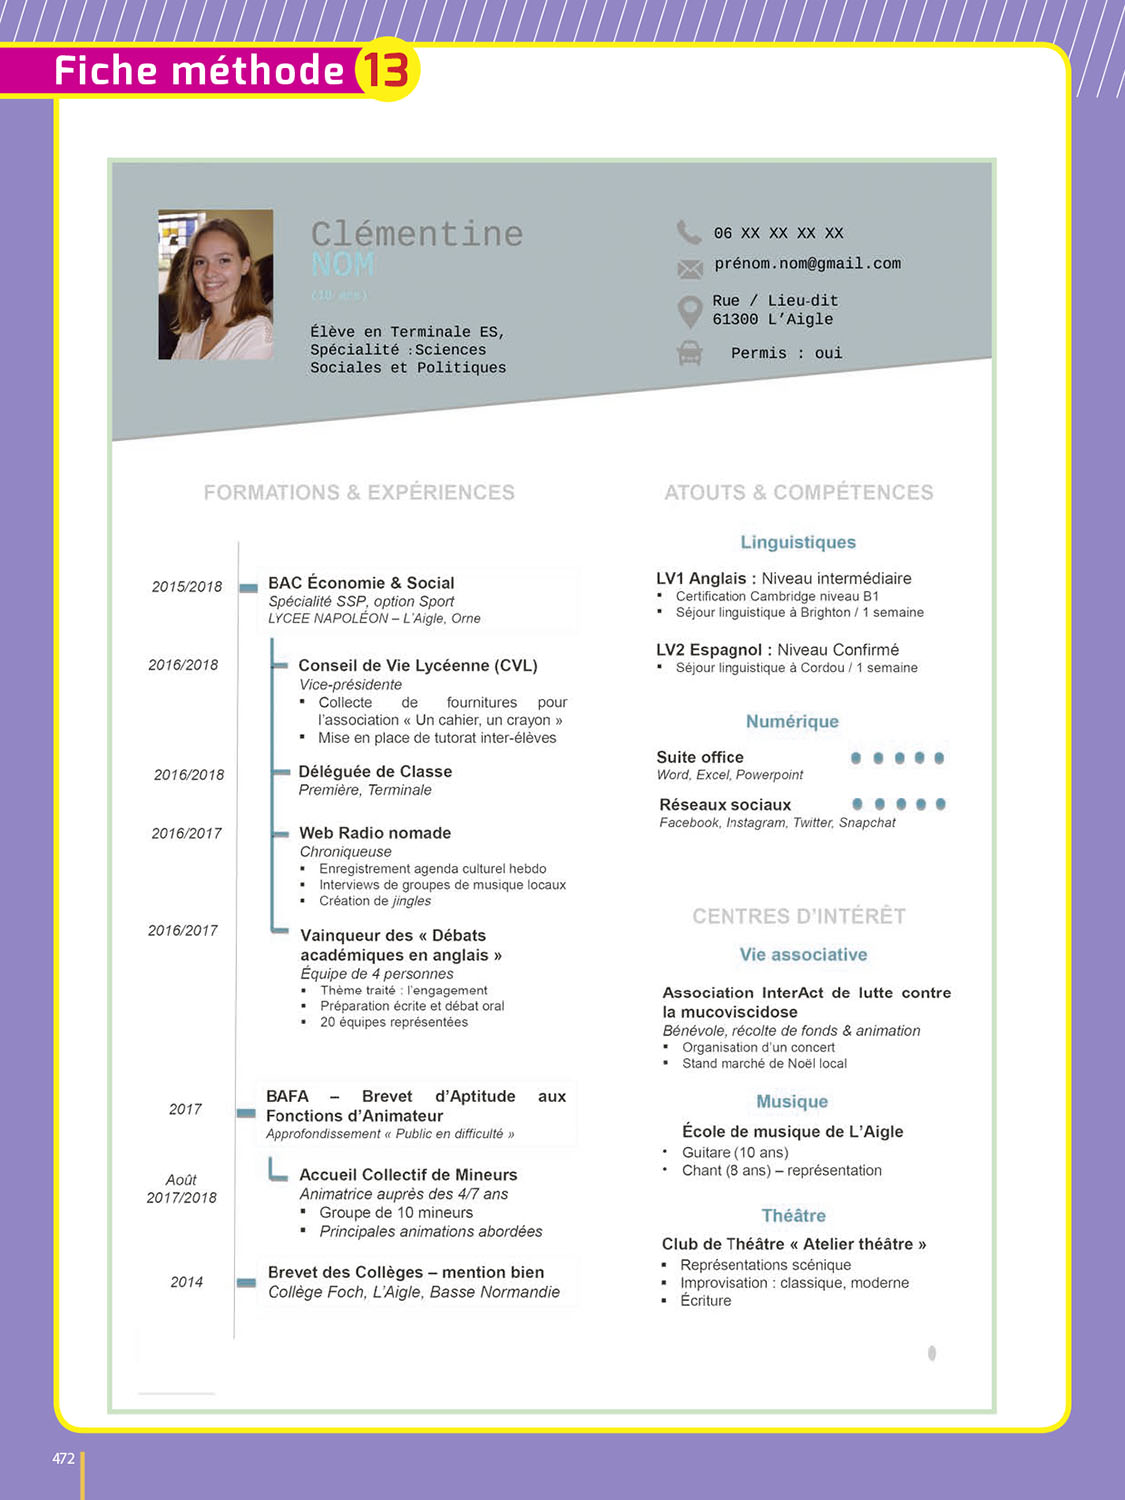 Fiche méthode 13
Clémentine
NOM
06 XX XX XX XX
prénom.nom@gmail.com
Rue / Lieu-dit
61300 L'Aigle
Permis : oui
Élève en Terminale ES,
Spécialité :Sciences
Sociales et Politiques
FORMATIONS & EXPÉRIENCES
2015/2018
BAC Économie & Social
Spécialité SSP, option Sport
LYCEE NAPOLÉON – L'Aigle, Orne
2016/2018
Conseil de Vie Lycéenne (CVL)
Vice-présidente
▪ Collecte de fournitures pour
l'association « Un cahier, un crayon »
▪ Mise en place de tutorat inter-élèves
2016/2018
Déléguée de Classe
Première, Terminale
2016/2017
Web Radio nomade
Chroniqueuse
▪ Enregistrement agenda culturel hebdo
▪ Interviews de groupes de musique locaux
▪ Création de jingles
2016/2017
Vainqueur des « Débats
académiques en anglais »
Équipe de 4 personnes
▪ Thème traité : l'engagement
▪ Préparation écrite et débat oral
▪ 20 équipes représentées
2017
BAFA – Brevet d'Aptitude aux
Fonctions d'Animateur
Approfondissement « Public en difficulté »
Août
2017/2018
Accueil Collectif de Mineurs
Animatrice auprès des 4/7 ans
▪ Groupe de 10 mineurs
▪ Principales animations abordées
2014
Brevet des Collèges – mention bien
Collège Foch, L'Aigle, Basse Normandie
ATOUTS & COMPÉTENCES
Linguistiques
LV1 Anglais : Niveau intermédiaire
▪ Certification Cambridge niveau B1
▪ Séjour linguistique à Brighton / 1 semaine
LV2 Espagnol : Niveau Confirmé
▪ Séjour linguistique à Cordou / 1 semaine
Numérique
Suite office
Word, Excel, Powerpoint
Réseaux sociaux
Facebook, Instagram, Twitter, Snapchat
CENTRES D'INTÉRÊT
Vie associative
Association InterAct de lutte contre
la mucoviscidose
Bénévole, récolte de fonds & animation
▪ Organisation d'un concert
▪ Stand marché de Noël local
Musique
École de musique de L'Aigle
• Guitare (10 ans)
• Chant (8 ans) – représentation
Théâtre
Club de Théâtre « Atelier théâtre »
▪ Représentations scénique
▪ Improvisation : classique, moderne
▪ Écriture
472